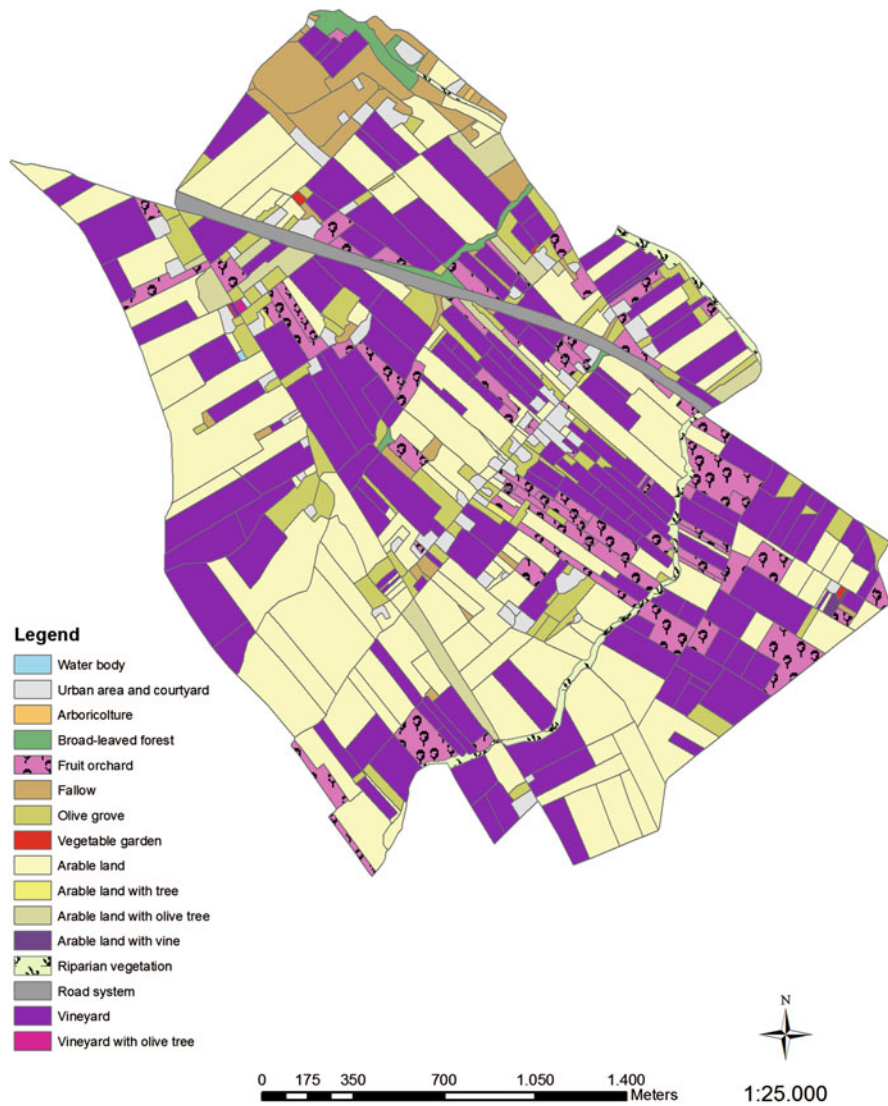 Legend
Water body
Urban area and courtyard
Arboricolture
Broad-leaved forest
Fruit orchard
Fallow
Olive grove
Vegetable garden
Arable land
Arable land with tree
Arable land with olive tree
Arable land with vine
Riparian vegetation
Road system
Vineyard
Vineyard with olive tree
N
0 175 350 700 1.050 1.400
Meters
1:25.000